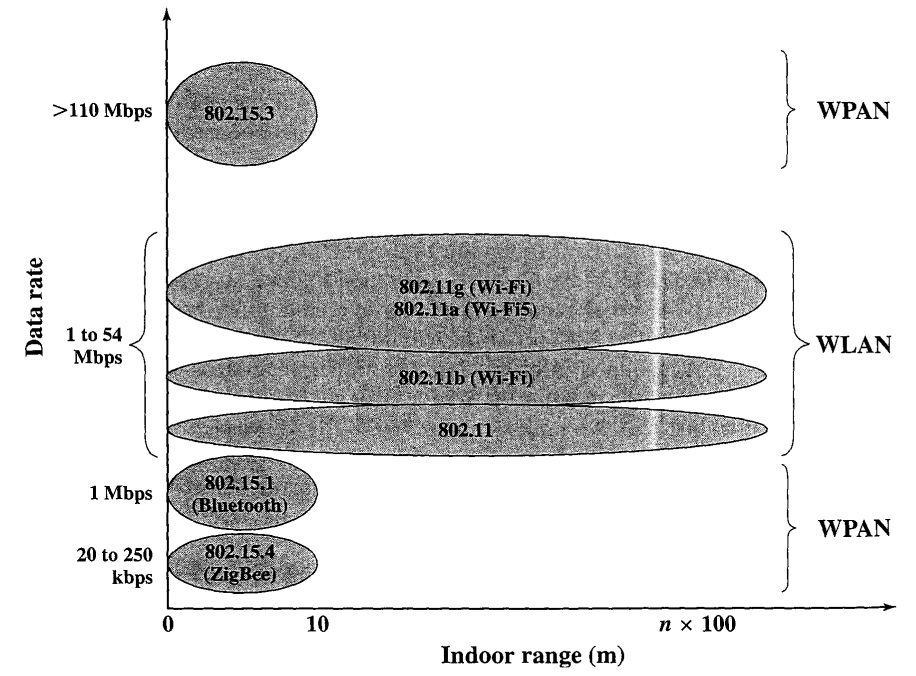 >110 Mbps
802.15.3
WPAN
Data rate
1 to 54
Mbps
802.11g (Wi-Fi)
802.11a (Wi-Fi5)
802.11b (Wi-Fi)
802.11
WLAN
1 Mbps
802.15.1
(Bluetooth)
20 to 250
kbps
802.15.4
(ZigBee)
WPAN
0
10
n × 100
Indoor range (m)